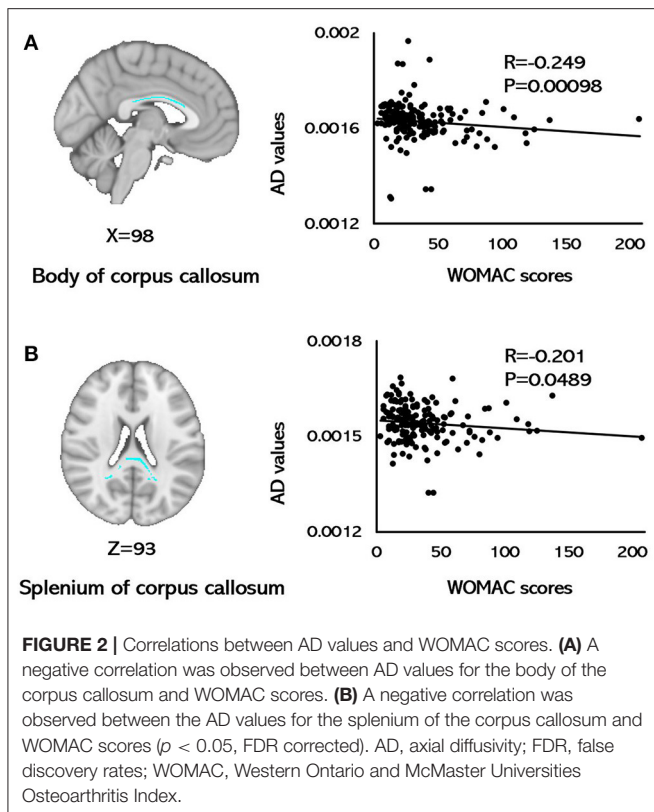 A
X=98
Body of corpus callosum
0.002
0.0016
0.0012
AD values
R=-0.249
P=0.00098
0 50 100 150 200
WOMAC scores
B
Z=93
Splenium of corpus callosum
0.0018
0.0015
0.0012
AD values
R=-0.201
P=0.0489
0 50 100 150 200
WOMAC scores
FIGURE 2 | Correlations between AD values and WOMAC scores. (A) A
negative correlation was observed between AD values for the body of the
corpus callosum and WOMAC scores. (B) A negative correlation was
observed between the AD values for the splenium of the corpus callosum and
WOMAC scores (p < 0.05, FDR corrected). AD, axial diffusivity; FDR, false
discovery rates; WOMAC, Western Ontario and McMaster Universities
Osteoarthritis Index.